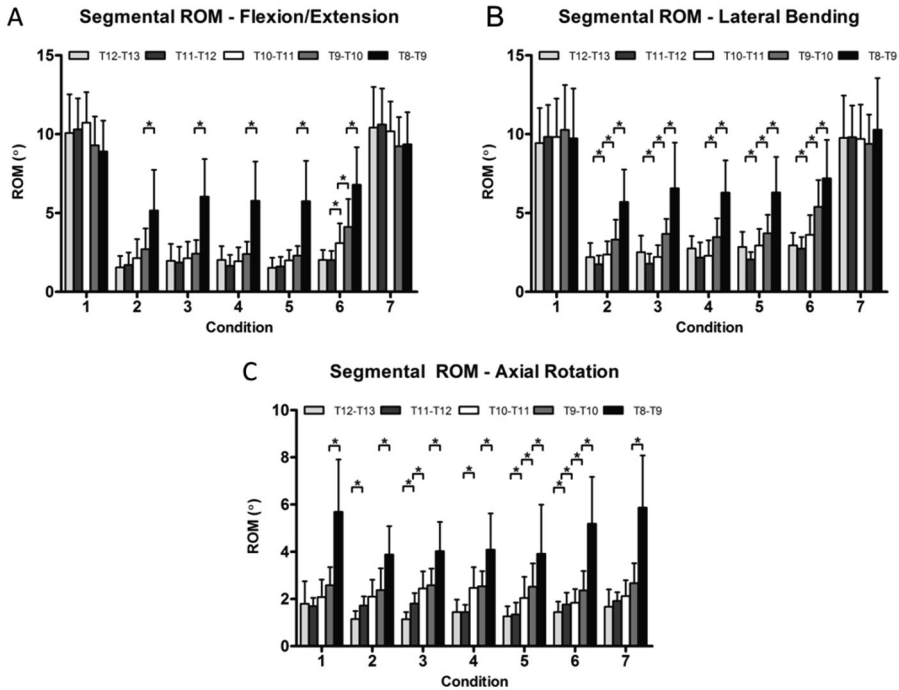 A
Segmental ROM - Flexion/Extension
T12-T13 T11-T12 T10-T11 T9-T10 T8-T9
15
10
5
0
ROM (°)
* * * * * * *
1 2 3 4 5 6 7
Condition
B
Segmental ROM - Lateral Bending
T12-T13 T11-T12 T10-T11 T9-T10 T8-T9
15
10
5
0
ROM (°)
* * * * * * * * * * * * * *
1 2 3 4 5 6 7
Condition
C
Segmental ROM - Axial Rotation
T12-T13 T11-T12 T10-T11 T9-T10 T8-T9
10
8
6
4
2
0
ROM (°)
* * * * * * * * * * * * * * * *
1 2 3 4 5 6 7
Condition